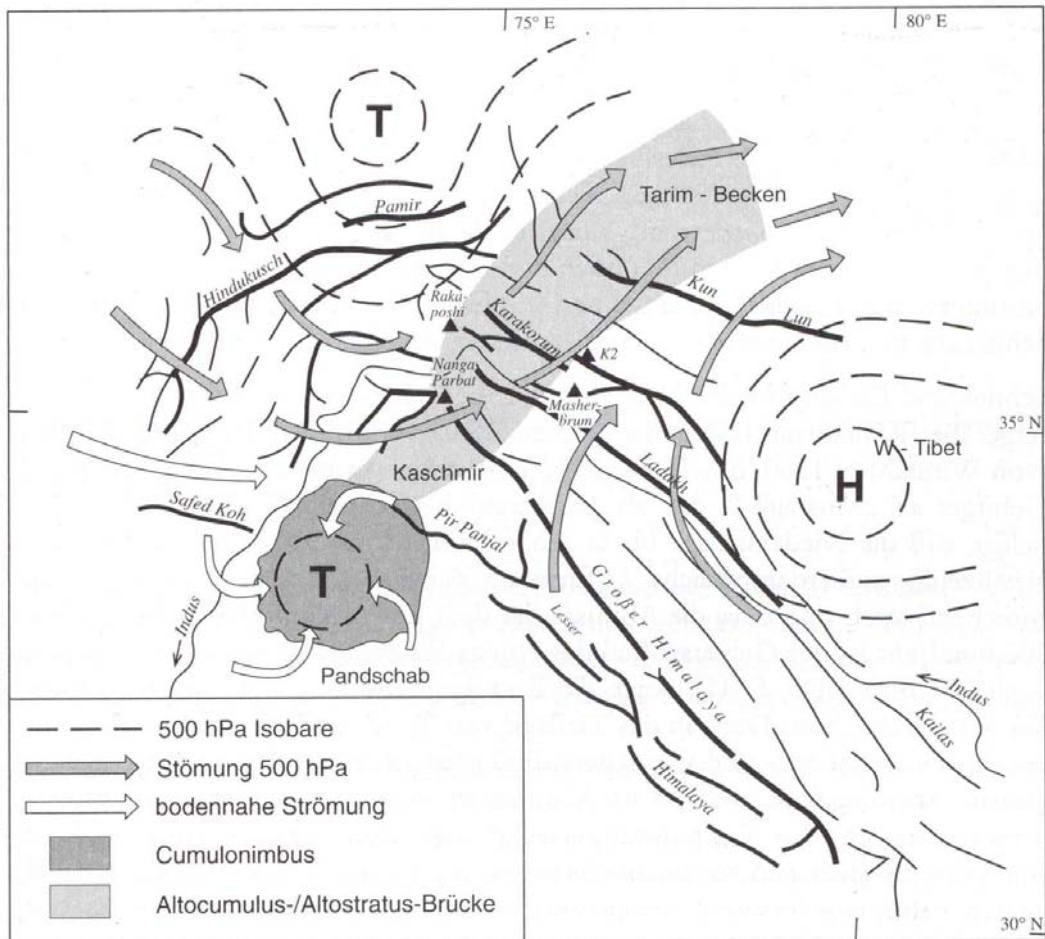 75° E
80° E
T
Tarim - Becken
Pamir
Hindukusch
Kun
Lun
Raka-
poshi
Karakorum
K2
Nanga
Parbat
Masher-
brum
35° N
W - Tibet
H
Kaschmir
Ladakh
Safed Koh
Pir Panjal
T
Große Himalaya
Indus
Lesser
Pandschab
Indus
Kailas
Himalaya
500 hPa Isobare
Stömung 500 hPa
bodennahe Strömung
Cumulonimbus
Altocumulus-/Altostratus-Brücke
30° N